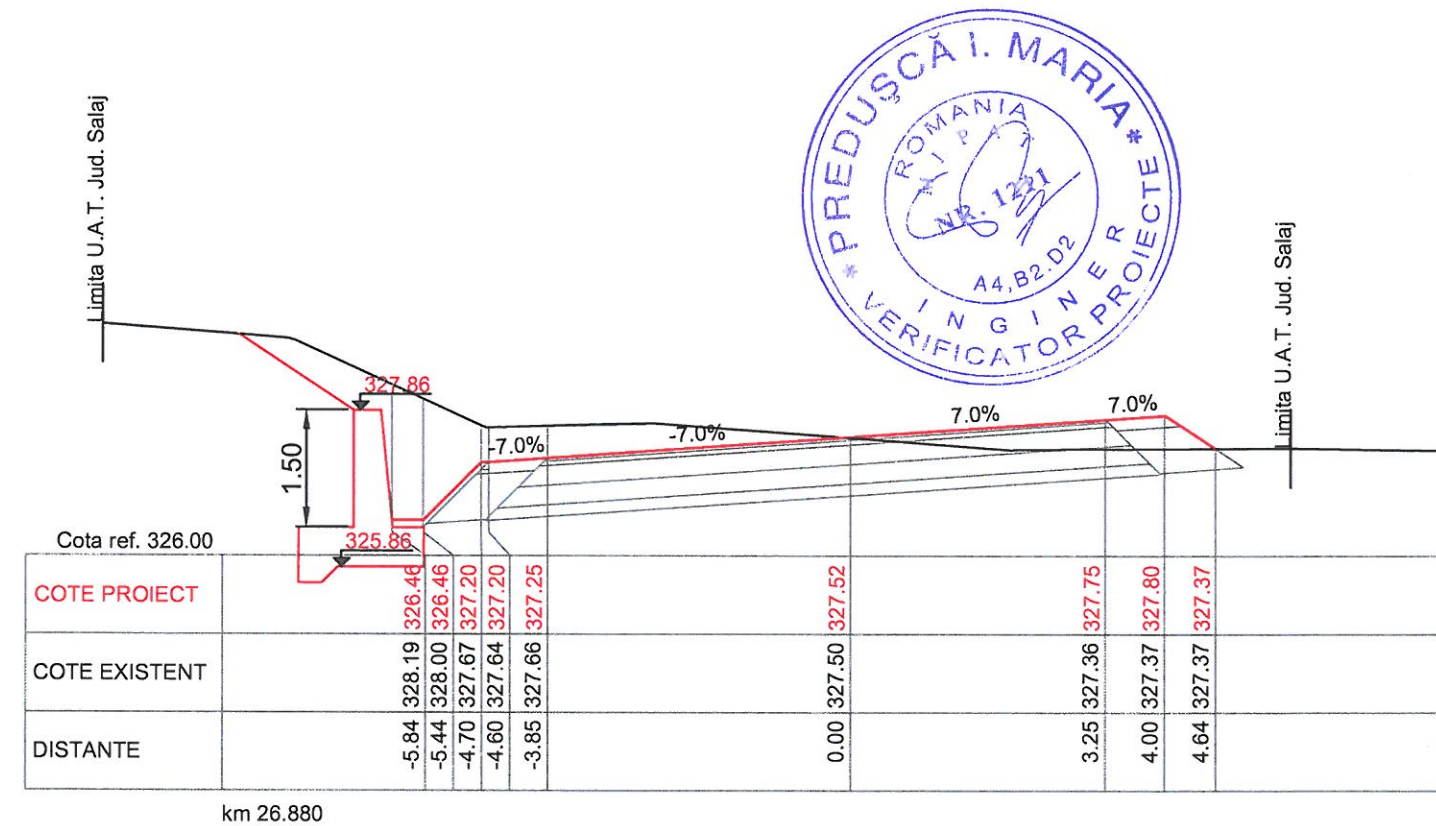 Limita U.A.T. Jud. Salaj
*PREDUŞCĂ I. MARIA*
ROMANIA
NR. 1221
A4,B2.D2
INGINER
VERIFICATOR PROIECTE
Limita U.A.T. Jud. Salaj
327.86
1.50
-7.0%
-7.0%
7.0%
7.0%
Cota ref. 326.00
325.86
COTE PROIECT 326.46 326.46 327.20 327.20 327.25 327.52 327.75 327.80 327.37
COTE EXISTENT 328.19 328.00 327.67 327.64 327.66 327.50 327.36 327.37 327.37
DISTANTE -5.84 -5.44 -4.70 -4.60 -3.85 0.00 3.25 4.00 4.64
km 26.880